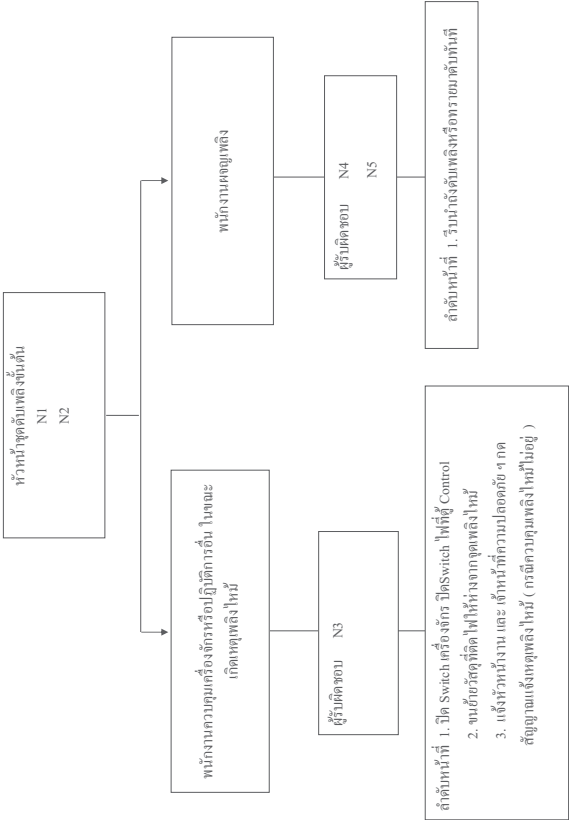 หัวหน้าชุดดับเพลิงขั้นต้น
N1
N2
พนักงานควบคุมเครื่องจักรหรือปฏิบัติการอื่น ในขณะ
เกิดเหตุเพลิงไหม้
ผู้รับผิดชอบ N3
ลำดับหน้าที่ 1. ปิด Switch เครื่องจักร ปิดSwitch ไฟที่ตู้ Control
2. ขนย้ายวัสดุที่ติดไฟให้ห่างจากจุดเพลิงไหม้
3. แจ้งหัวหน้างาน และ เจ้าหน้าที่ความปลอดภัย ๆ กด
สัญญาณแจ้งเหตุเพลิงไหม้ ( กรณีควบคุมเพลิงไหม้ไม่อยู่ )
พนักงานผจญเพลิง
ผู้รับผิดชอบ N4
N5
ลำดับหน้าที่ 1. รีบนำถังดับเพลิงหรือทรายมาดับทันที